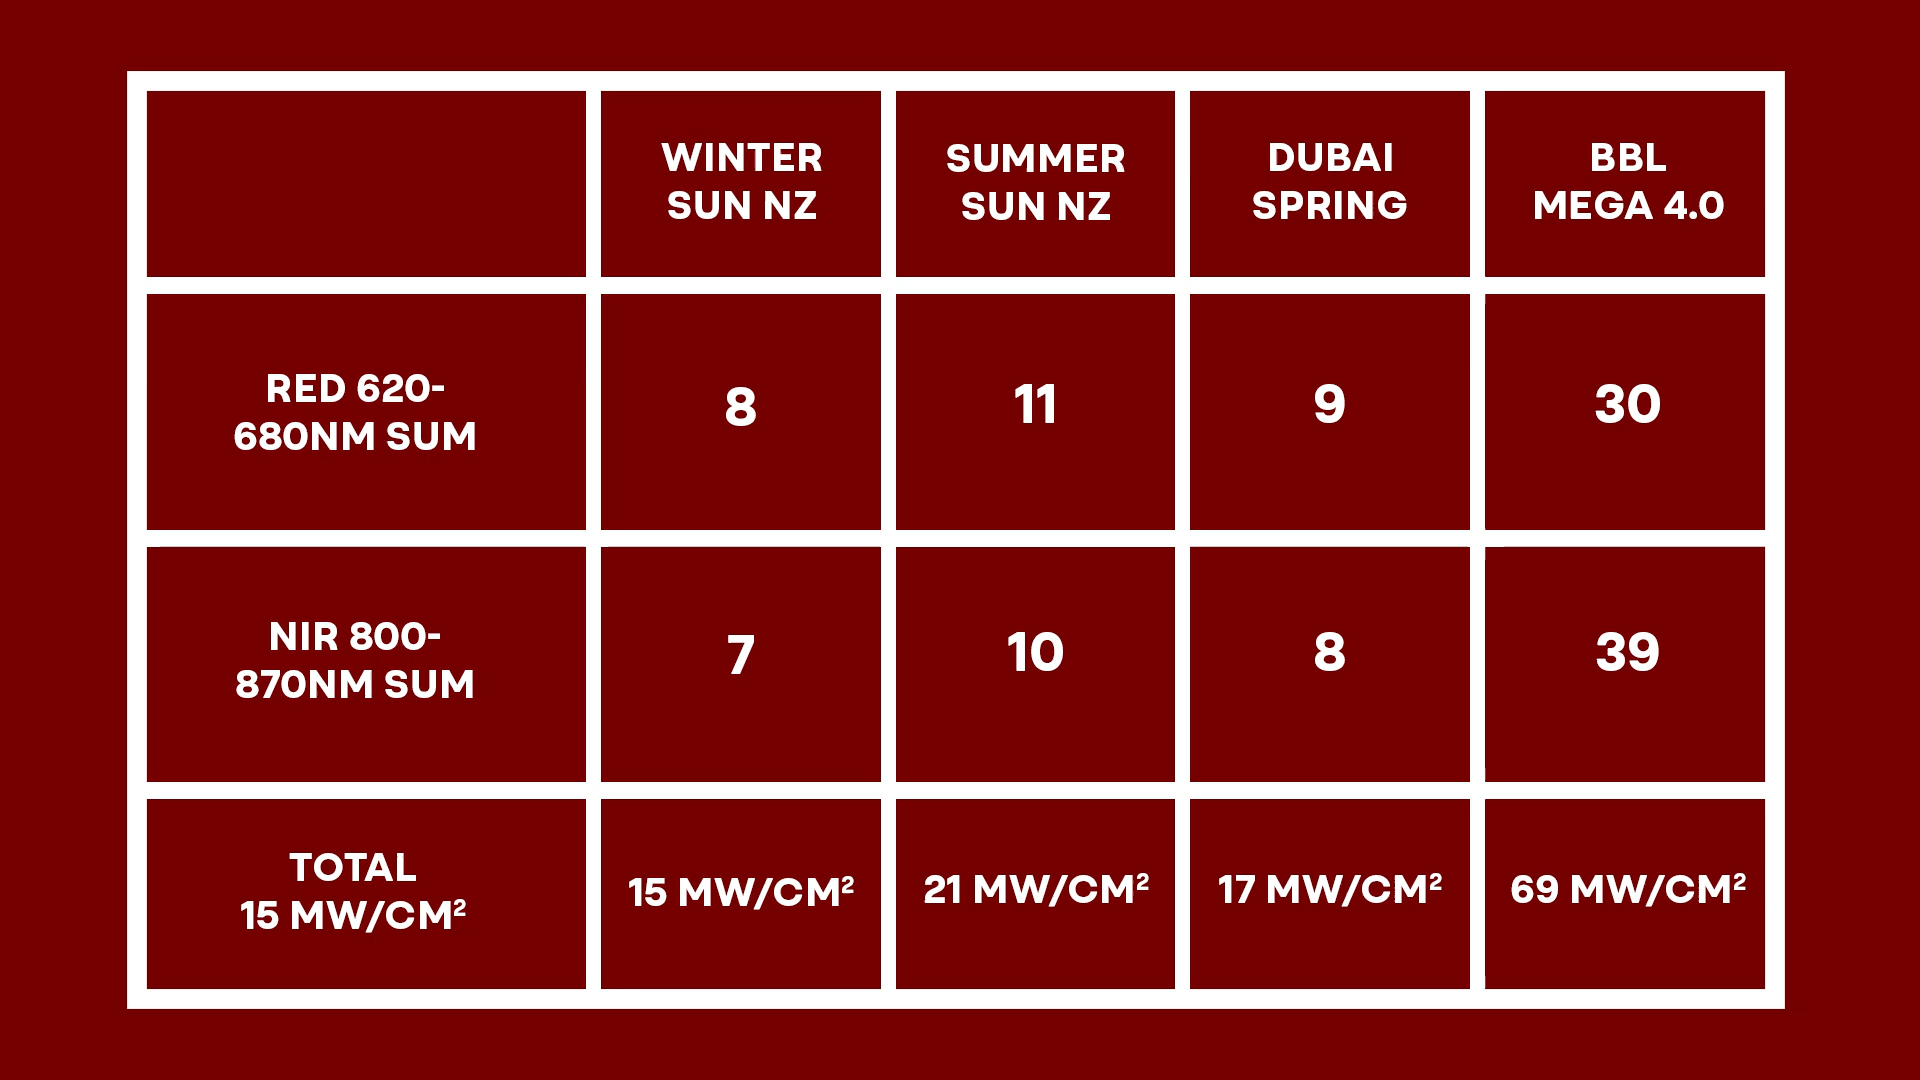 WINTER
SUN NZ
SUMMER
SUN NZ
DUBAI
SPRING
BBL
MEGA 4.0
RED 620-
680NM SUM
8
11
9
30
NIR 800-
870NM SUM
7
10
8
39
TOTAL
15 MW/CM²
15 MW/CM²
21 MW/CM²
17 MW/CM²
69 MW/CM²